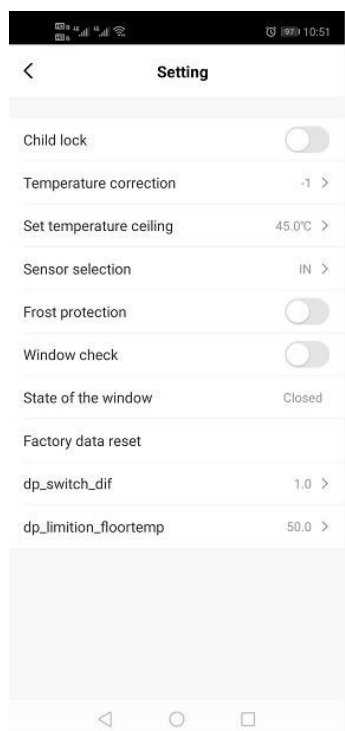 97 10:51
Setting
Child lock
Temperature correction -1 >
Set temperature ceiling 45.0℃ >
Sensor selection IN >
Frost protection
Window check
State of the window Closed
Factory data reset
dp_switch_dif 1.0 >
dp_limition_floortemp 50.0 >